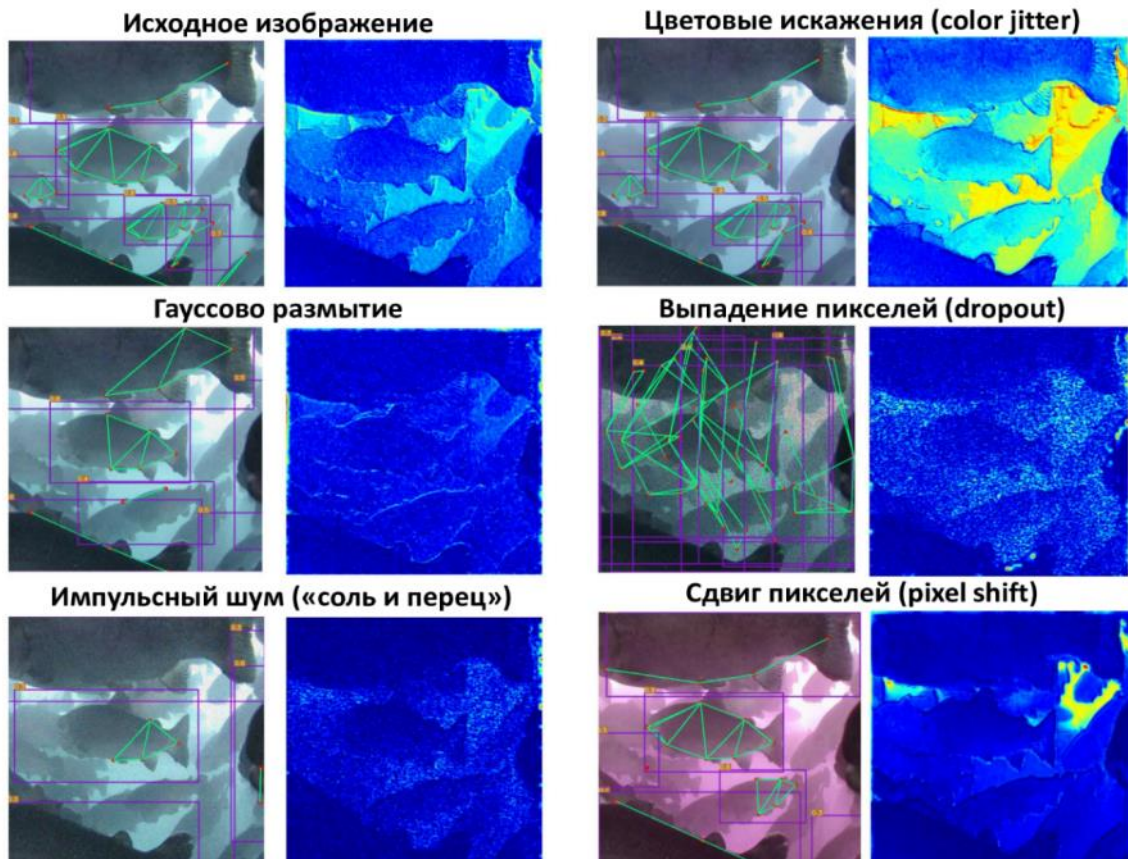 Исходное изображение
Цветовые искажения (color jitter)
Гауссово размытие
Выпадение пикселей (dropout)
Импульсный шум («соль и перец»)
Сдвиг пикселей (pixel shift)